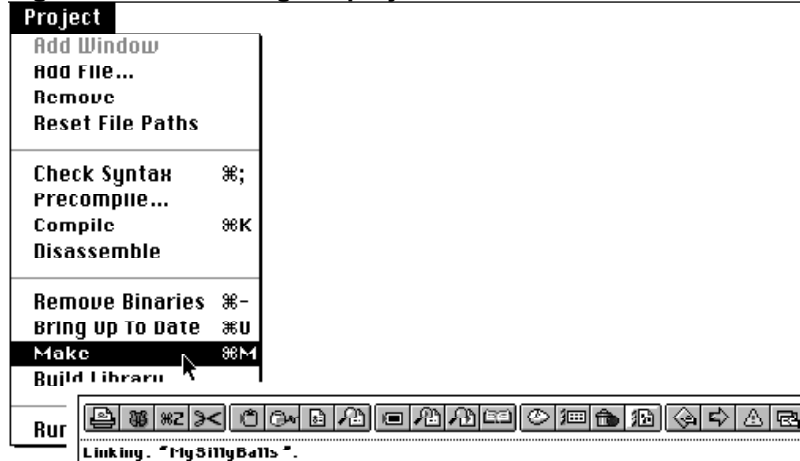 Project
Add Window
Add File...
Remove
Reset File Paths
Check Syntax ⌘;
Precompile...
Compile ⌘K
Disassemble
Remove Binaries ⌘-
Bring Up To Date ⌘U
Make ⌘M
Build Library
Run
⌘Z
Linking. "MySillyBalls".